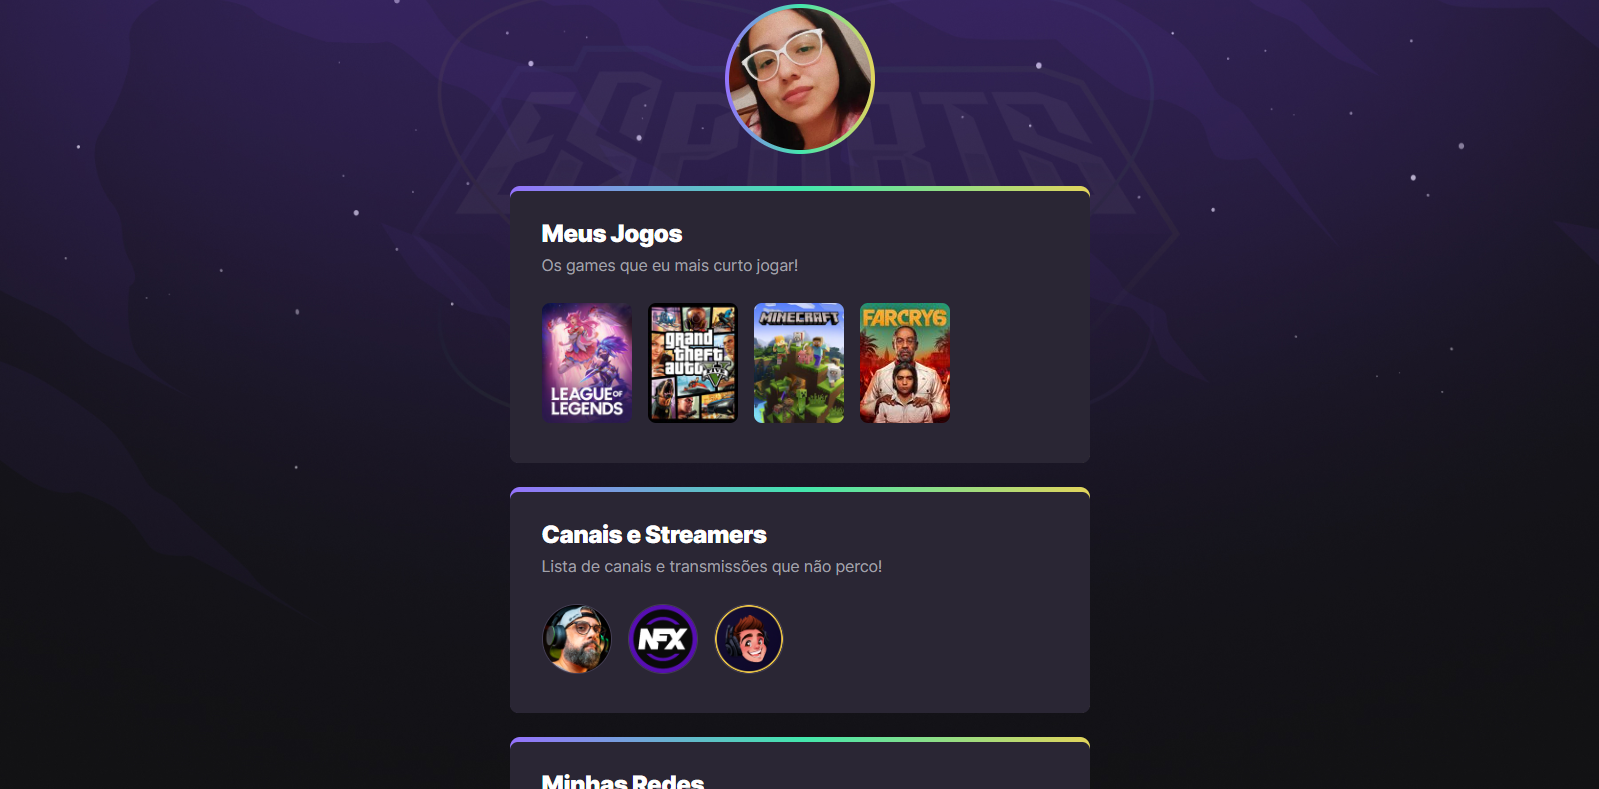 ESPORTS
Meus Jogos
Os games que eu mais curto jogar!
LEAGUE OF
LEGENDS
grand
theft
auto V
MINECRAFT
FARCRY6
Canais e Streamers
Lista de canais e transmissões que não perco!
NFX
Minhas Redes